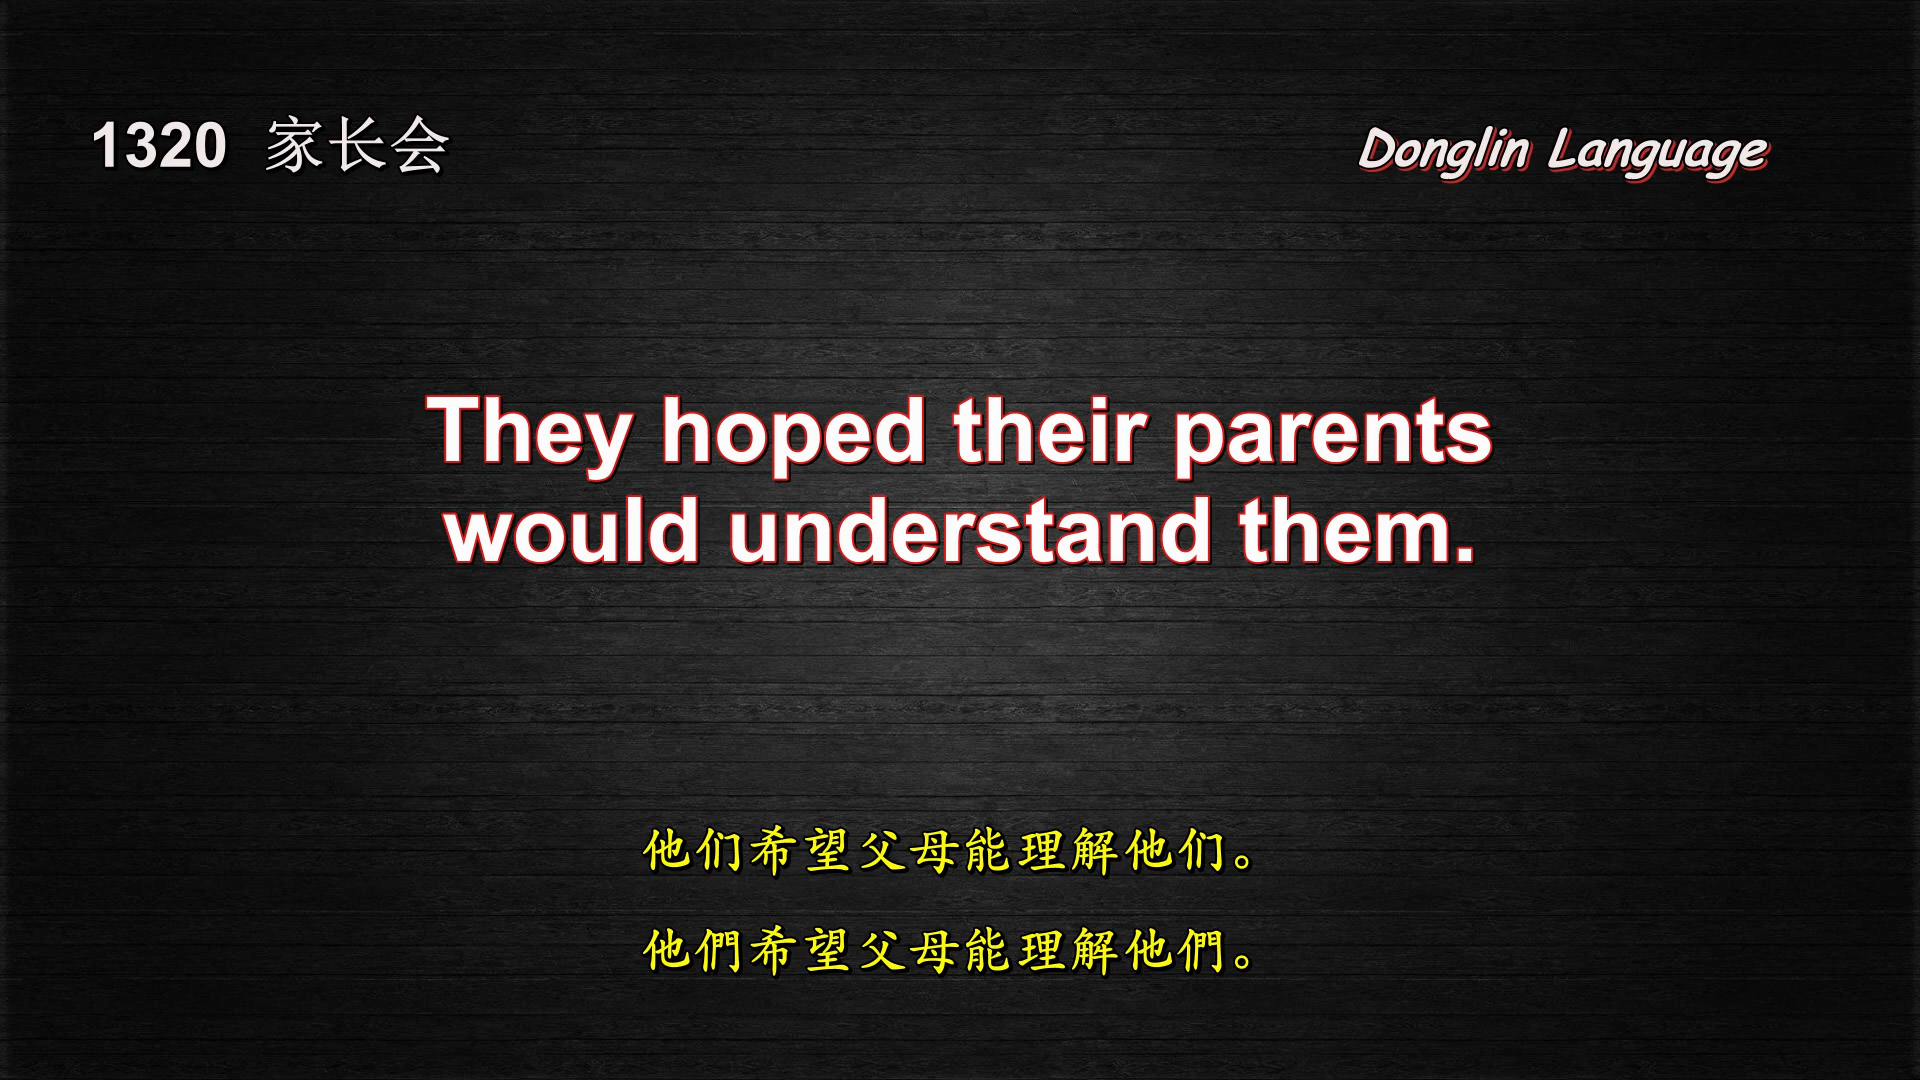 1320 家长会
Donglin Language
They hoped their parents
would understand them.
他们希望父母能理解他们。
他們希望父母能理解他們。